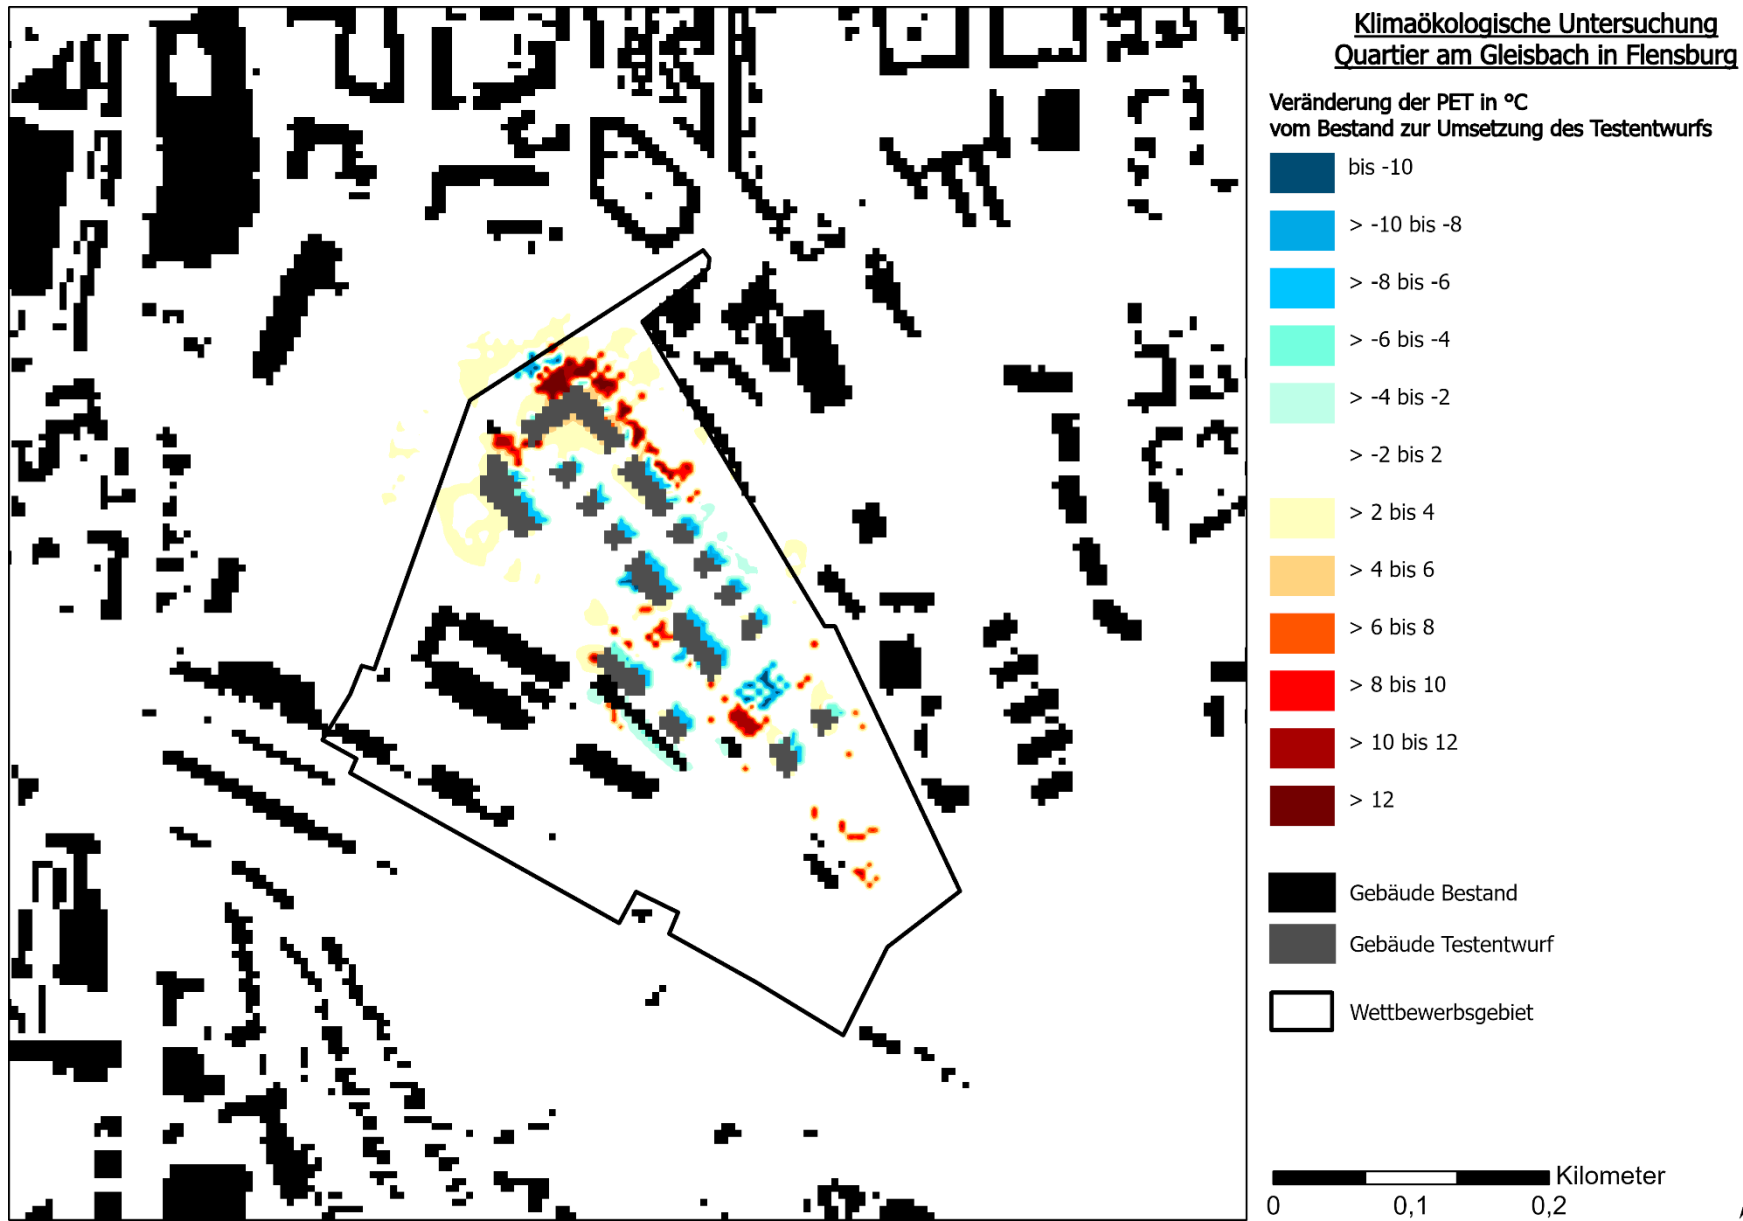 Klimaökologische Untersuchung
Quartier am Gleisbach in Flensburg
Veränderung der PET in °C
vom Bestand zur Umsetzung des Testentwurfs
bis -10
> -10 bis -8
> -8 bis -6
> -6 bis -4
> -4 bis -2
> -2 bis 2
> 2 bis 4
> 4 bis 6
> 6 bis 8
> 8 bis 10
> 10 bis 12
> 12
Gebäude Bestand
Gebäude Testentwurf
Wettbewerbsgebiet
Kilometer
0 0,1 0,2